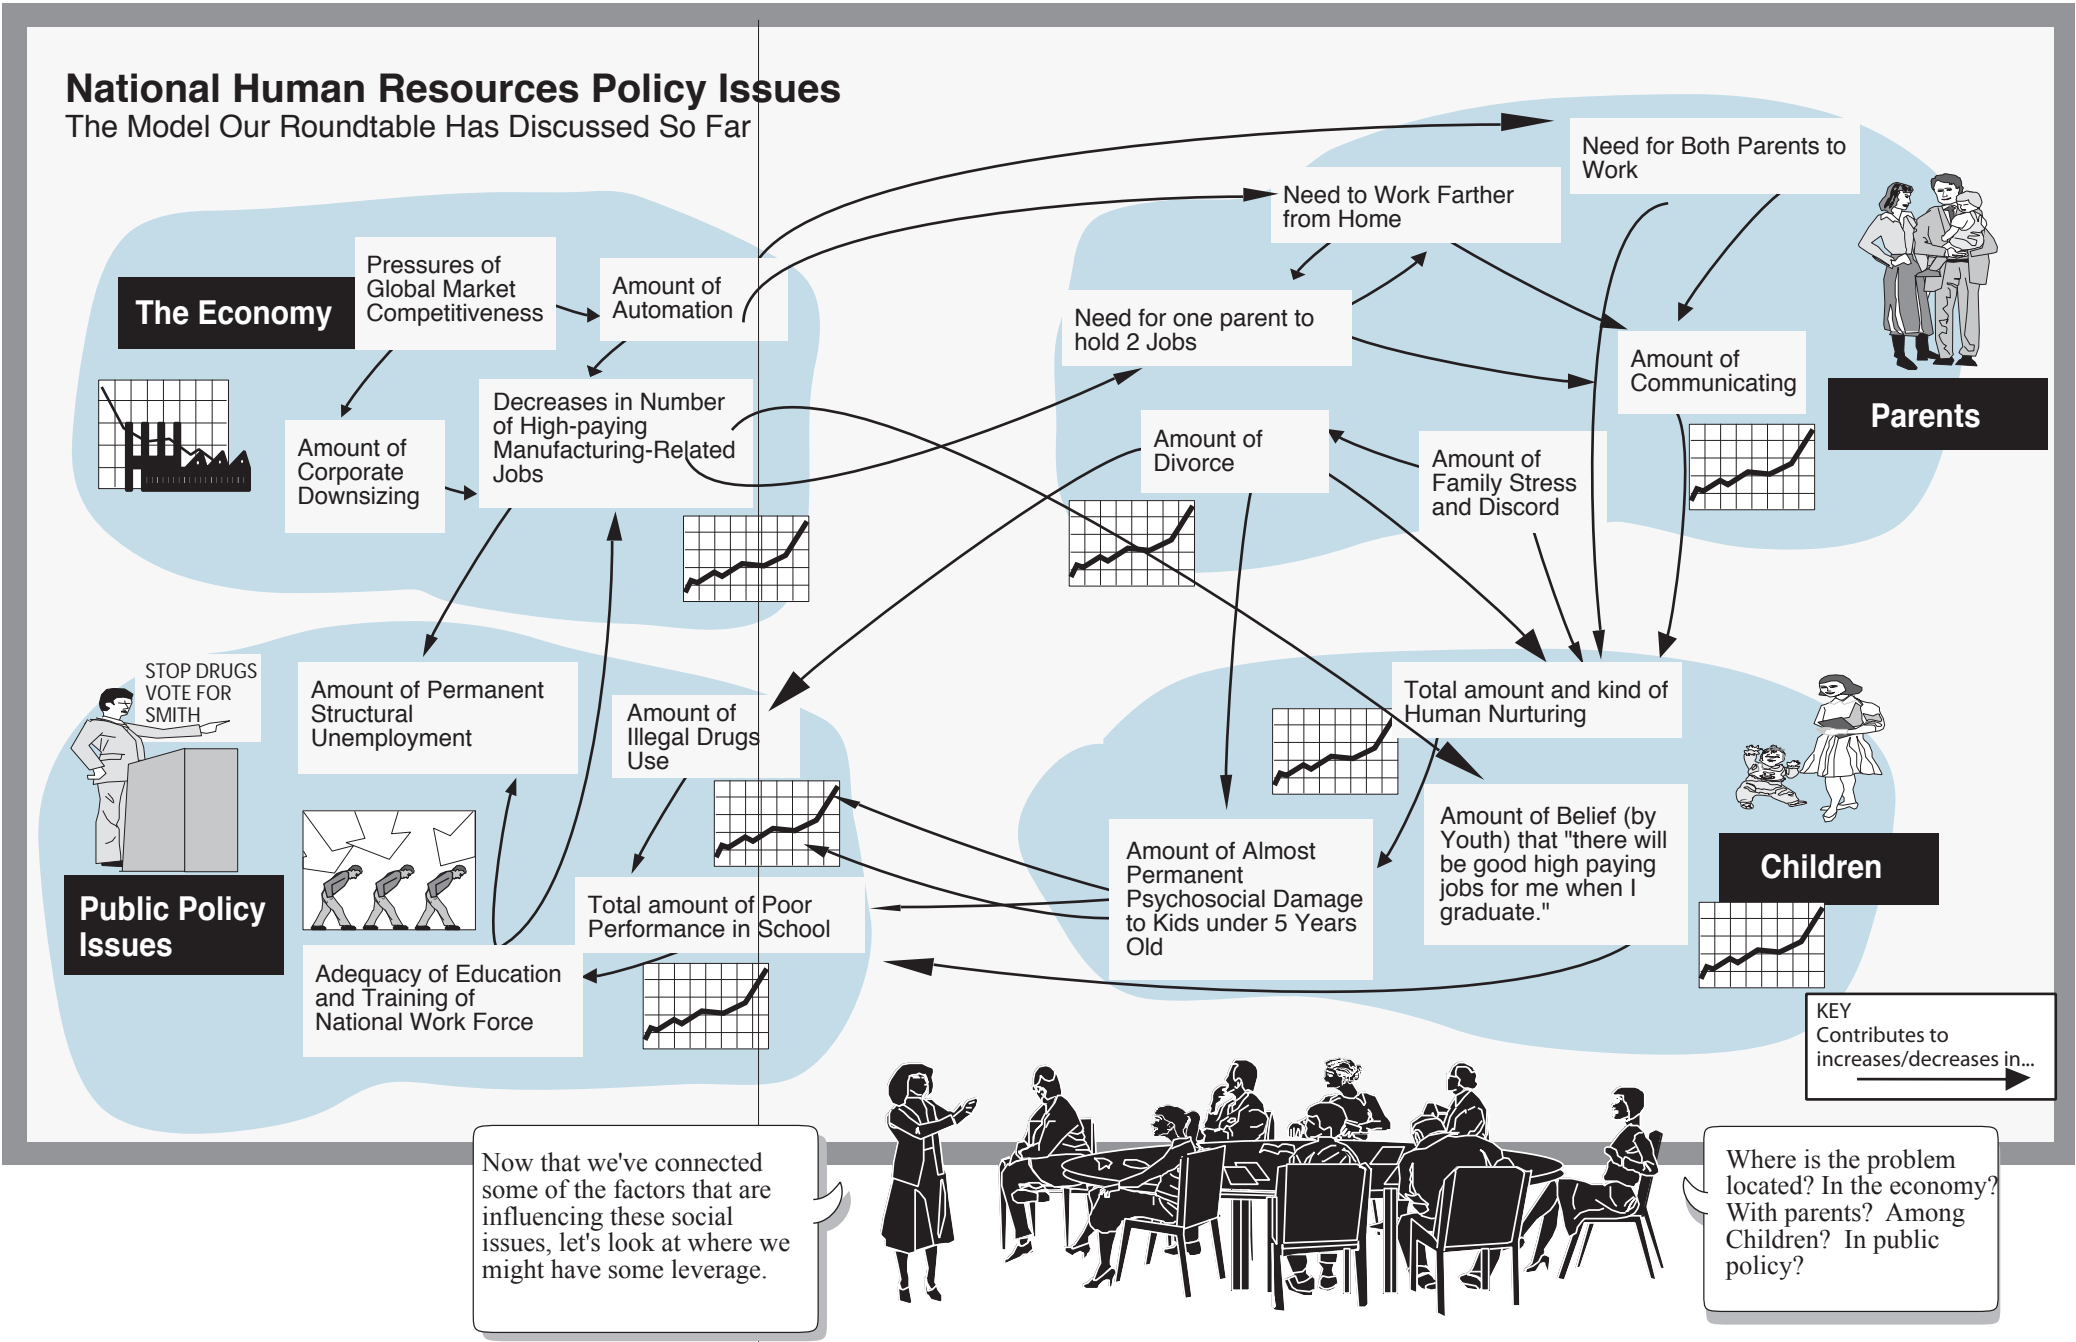 National Human Resources Policy Issues
The Model Our Roundtable Has Discussed So Far
The Economy
Pressures of
Global Market
Competitiveness
Amount of
Automation
Amount of
Corporate
Downsizing
Decreases in Number
of High-paying
Manufacturing-Related
Jobs
Need for Both Parents to
Work
Need to Work Farther
from Home
Need for one parent to
hold 2 Jobs
Amount of
Communicating
Parents
Amount of
Divorce
Amount of
Family Stress
and Discord
STOP DRUGS
VOTE FOR
SMITH
Amount of Permanent
Structural
Unemployment
Amount of
Illegal Drugs
Use
Public Policy
Issues
Total amount of Poor
Performance in School
Adequacy of Education
and Training of
National Work Force
Total amount and kind of
Human Nurturing
Amount of Almost
Permanent
Psychosocial Damage
to Kids under 5 Years
Old
Amount of Belief (by
Youth) that "there will
be good high paying
jobs for me when I
graduate."
Children
KEY
Contributes to
increases/decreases in...
Now that we've connected
some of the factors that are
influencing these social
issues, let's look at where we
might have some leverage.
Where is the problem
located? In the economy?
With parents? Among
Children? In public
policy?